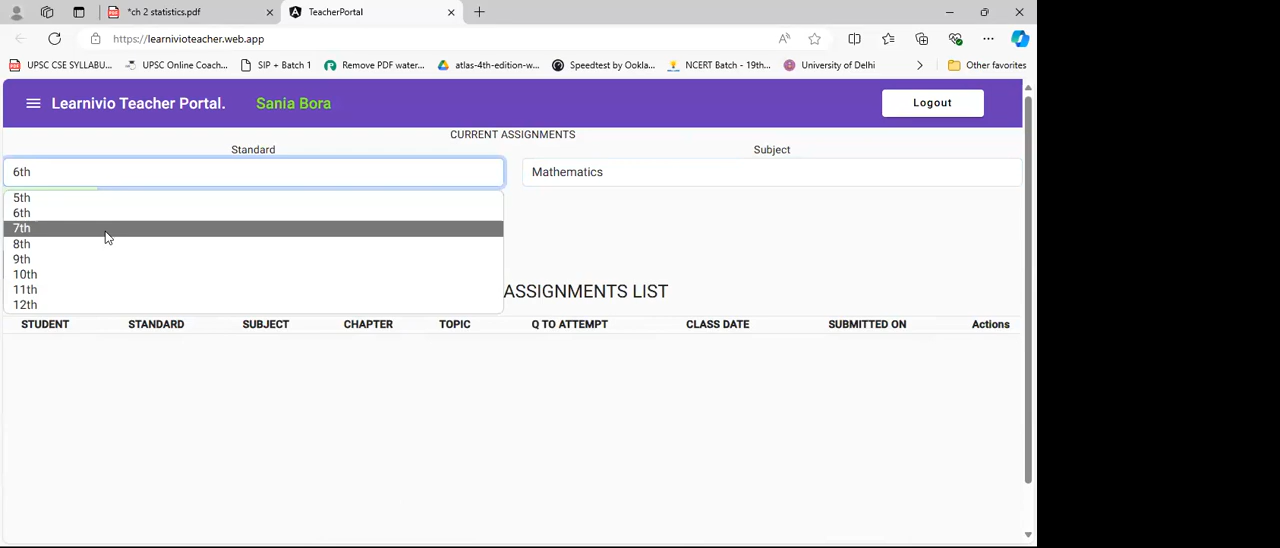 *ch 2 statistics.pdf
TeacherPortal
https://learnivioteacher.web.app
UPSC CSE SYLLABU...
UPSC Online Coach...
SIP + Batch 1
Remove PDF water...
atlas-4th-edition-w...
Speedtest by Ookla...
NCERT Batch - 19th...
University of Delhi
Other favorites
Learnivio Teacher Portal.
Sania Bora
Logout
CURRENT ASSIGNMENTS
Standard
Subject
6th
Mathematics
5th
6th
7th
8th
9th
10th
11th
12th
ASSIGNMENTS LIST
STUDENT STANDARD SUBJECT CHAPTER TOPIC Q TO ATTEMPT CLASS DATE SUBMITTED ON Actions